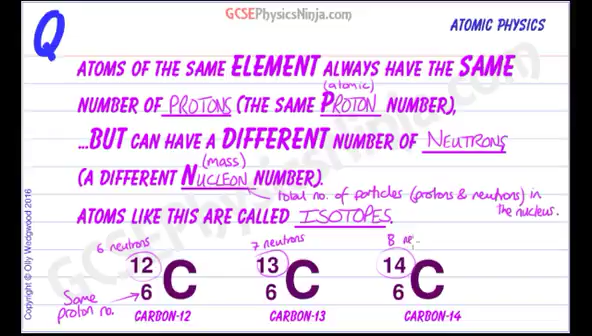 GCSEPhysicsNinja.com
Q
ATOMIC PHYSICS
ATOMS OF THE SAME ELEMENT ALWAYS HAVE THE SAME
(atomic)
NUMBER OF PROTONS (THE SAME PROTON NUMBER),
...BUT CAN HAVE A DIFFERENT NUMBER OF NEUTRONS
(mass)
(A DIFFERENT NUCLEON NUMBER).
total no. of particles (protons & neutrons) in
the nucleus.
ATOMS LIKE THIS ARE CALLED ISOTOPES.
6 neutrons 7 neutrons 8
12 C 13 C 14 C
6 6 6
Same
proton no.
CARBON-12 CARBON-13 CARBON-14
Copyright © Olly Wedgwood 2016
GCSEPhysicsNinja.com